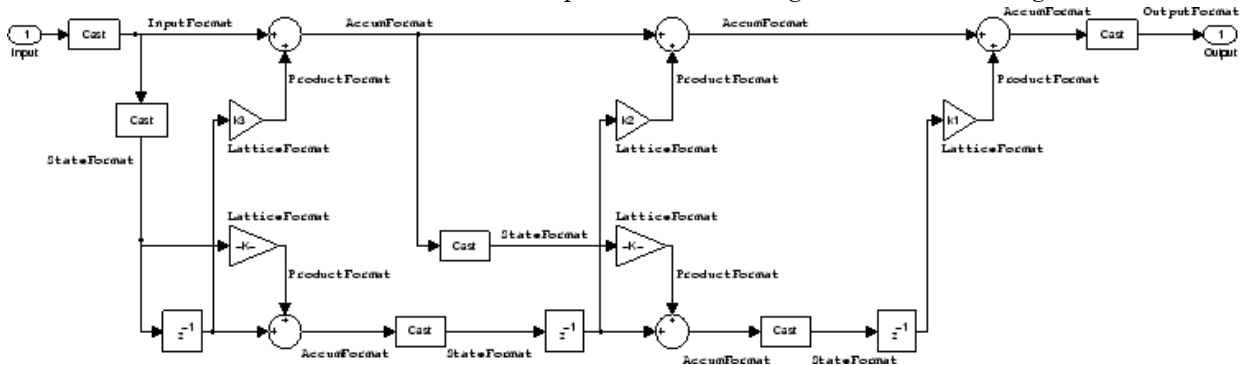 InputFormat
AccumFormat
AccumFormat
AccumFormat
OutputFormat
1
Input
Cast
+
+
+
+
+
+
Cast
1
Output
ProductFormat
ProductFormat
ProductFormat
Cast
k3
k2
k1
StateFormat
LatticeFormat
LatticeFormat
LatticeFormat
LatticeFormat
LatticeFormat
-K-
Cast
StateFormat
-K-
ProductFormat
ProductFormat
z-1
+
+
Cast
z-1
+
+
Cast
z-1
AccumFormat
StateFormat
AccumFormat
StateFormat